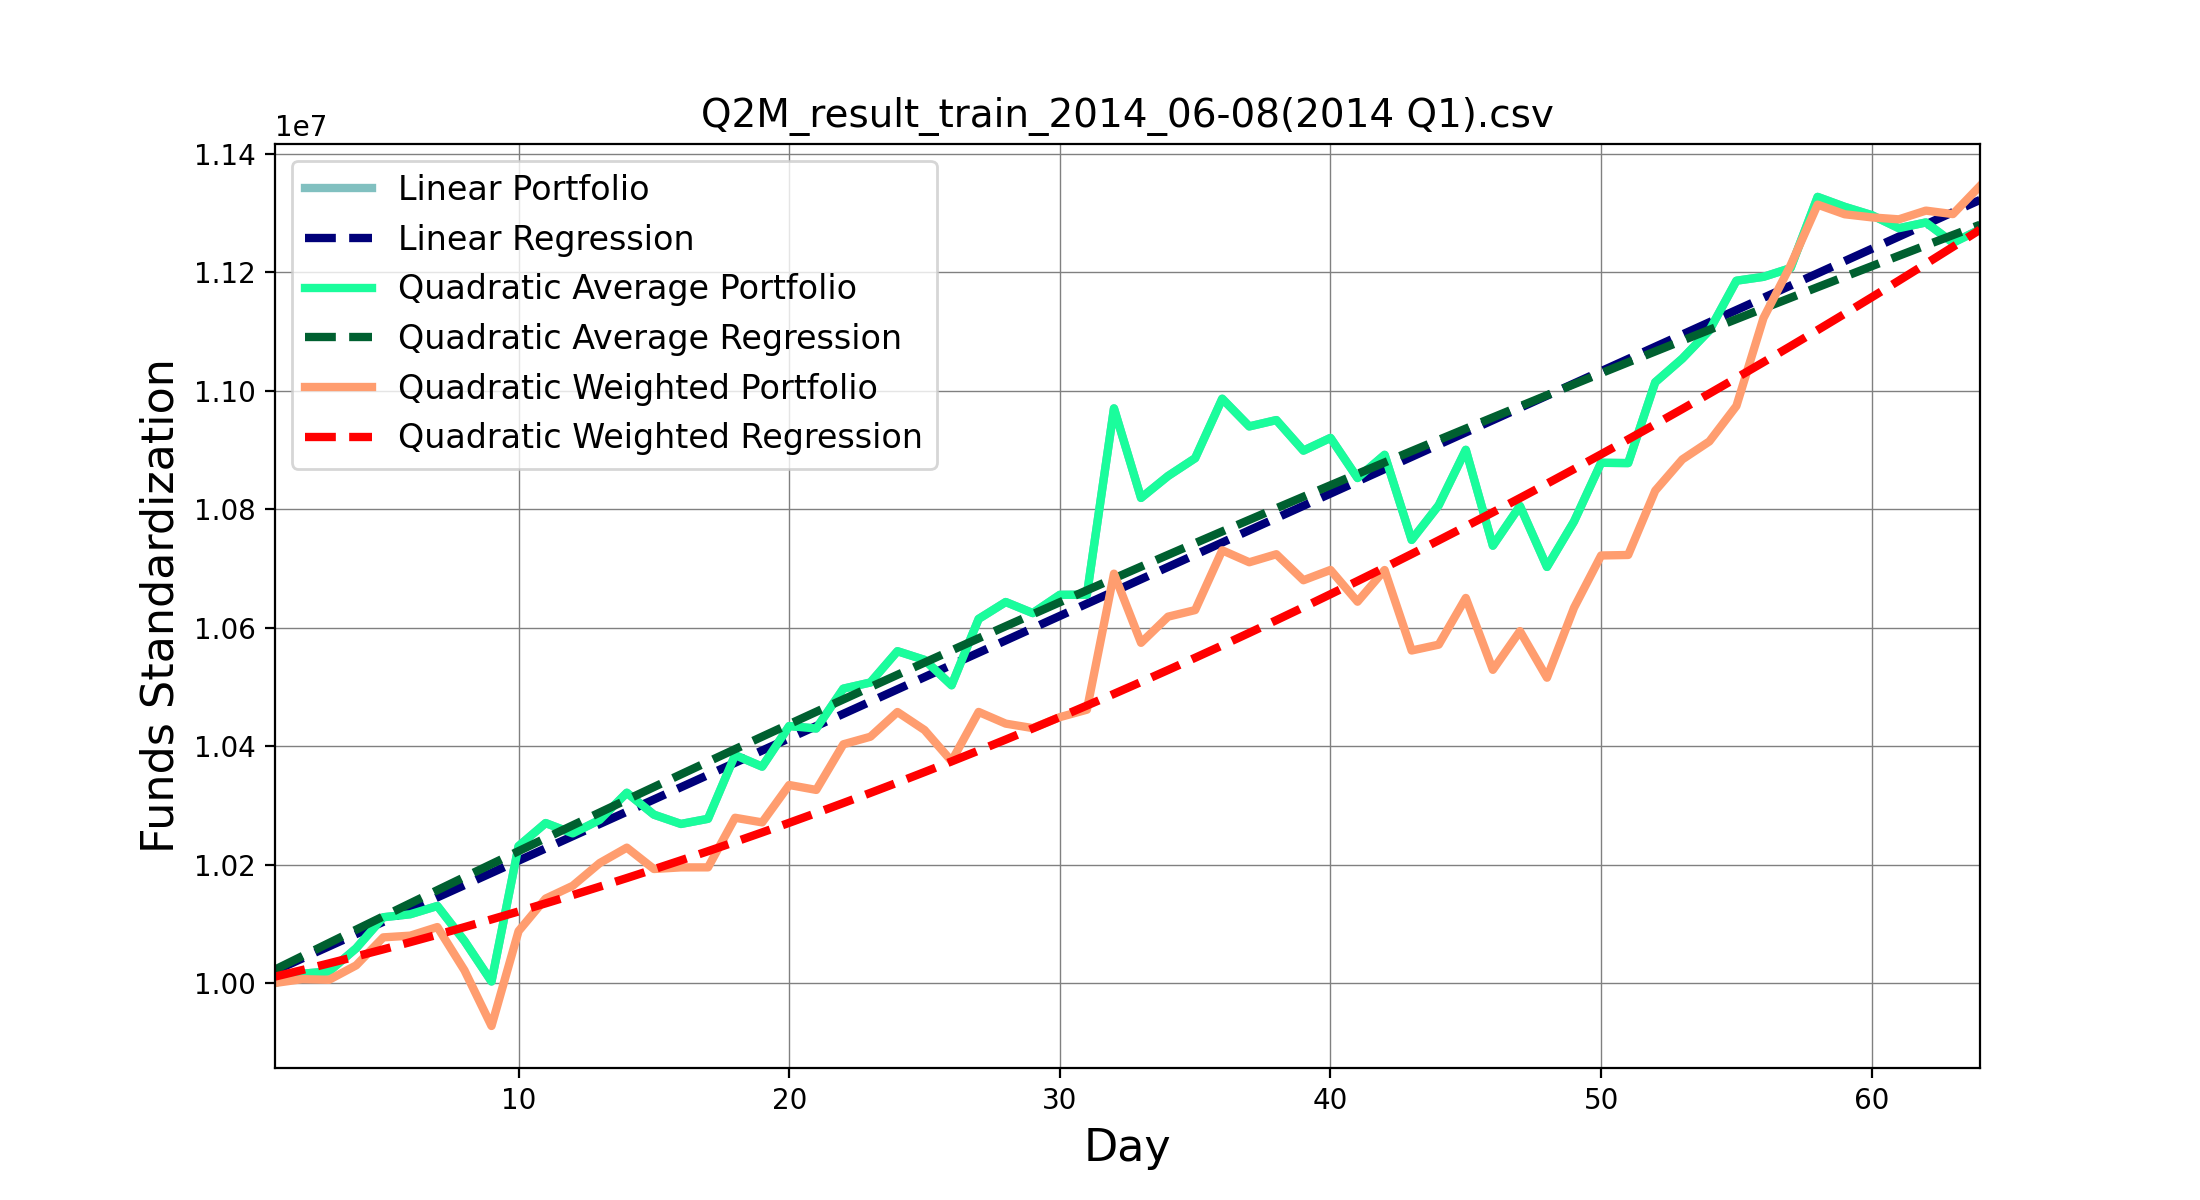 Q2M_result_train_2014_06-08(2014 Q1).csv
1e7
1.14
1.12
1.10
1.08
1.06
1.04
1.02
1.00
Funds Standardization
Linear Portfolio
Linear Regression
Quadratic Average Portfolio
Quadratic Average Regression
Quadratic Weighted Portfolio
Quadratic Weighted Regression
10 20 30 40 50 60
Day